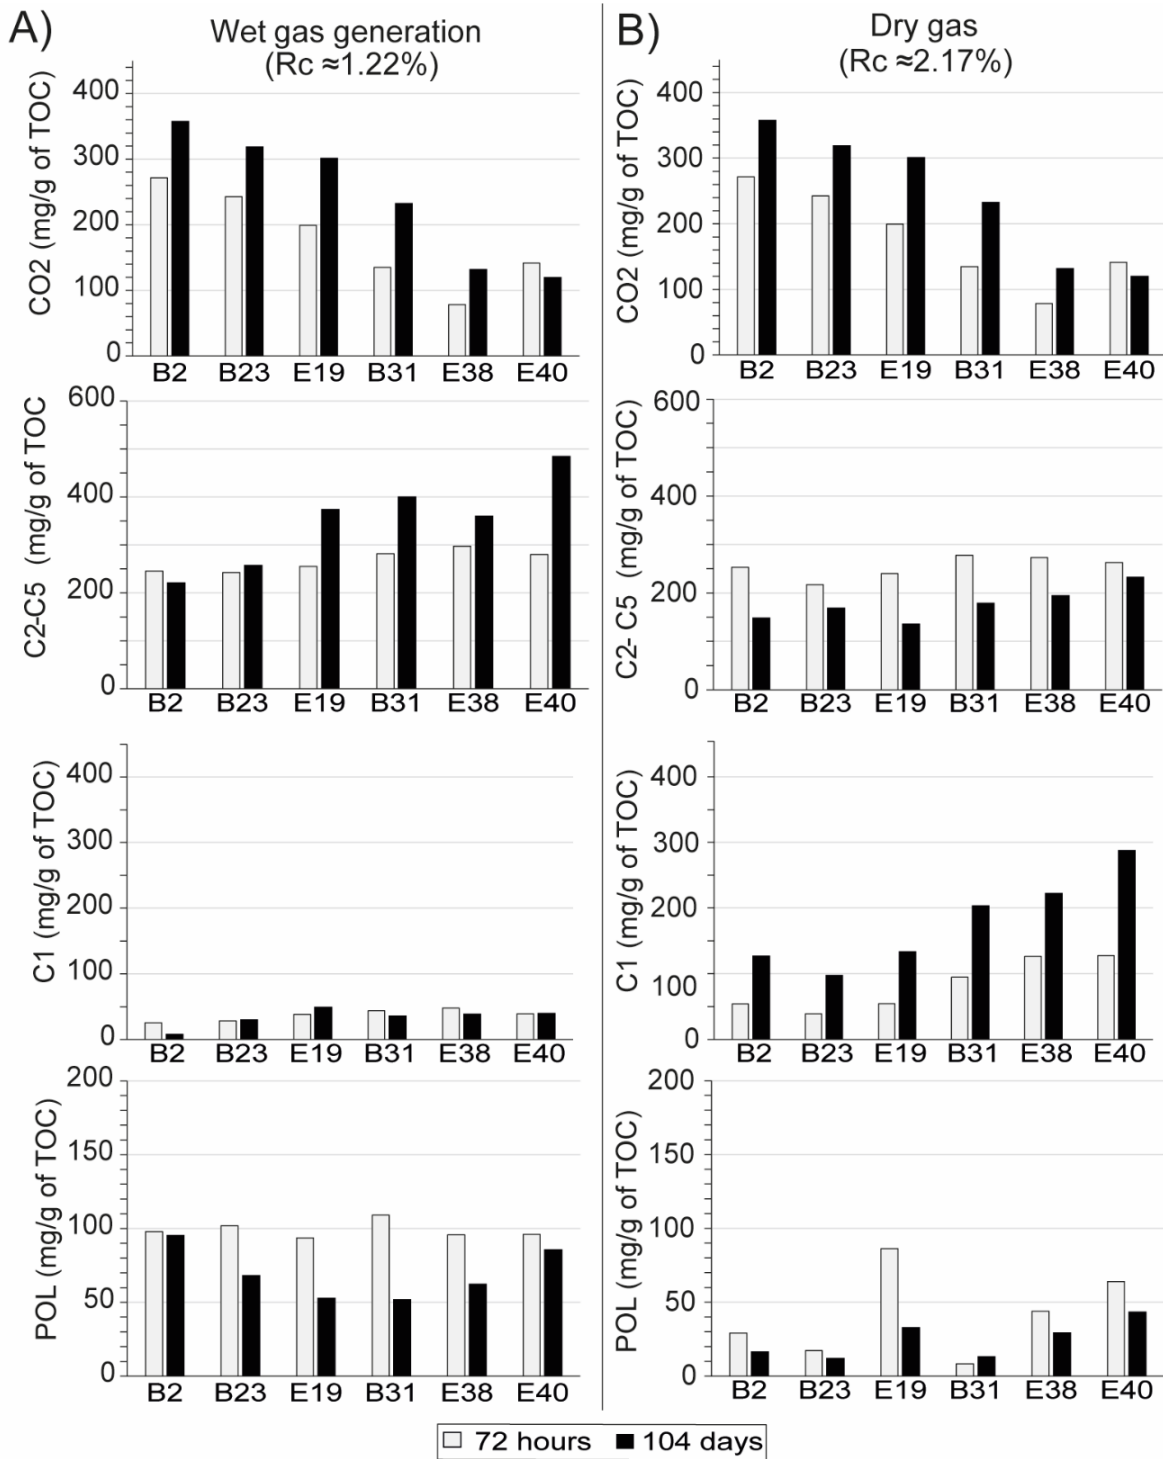 A)
Wet gas generation
(Rc ≈1.22%)
CO2 (mg/g of TOC)
400
300
200
100
0
B2 B23 E19 B31 E38 E40
C2-C5 (mg/g of TOC
600
400
200
0
B2 B23 E19 B31 E38 E40
C1 (mg/g of TOC)
400
300
200
100
0
B2 B23 E19 B31 E38 E40
POL (mg/g of TOC)
200
150
100
50
0
B2 B23 E19 B31 E38 E40
B)
Dry gas
(Rc ≈2.17%)
CO2 (mg/g of TOC)
400
300
200
100
0
B2 B23 E19 B31 E38 E40
C2- C5 (mg/g of TOC)
600
400
200
0
B2 B23 E19 B31 E38 E40
C1 (mg/g of TOC)
400
300
200
100
0
B2 B23 E19 B31 E38 E40
POL (mg/g of TOC)
200
150
100
50
0
B2 B23 E19 B31 E38 E40
72 hours 104 days